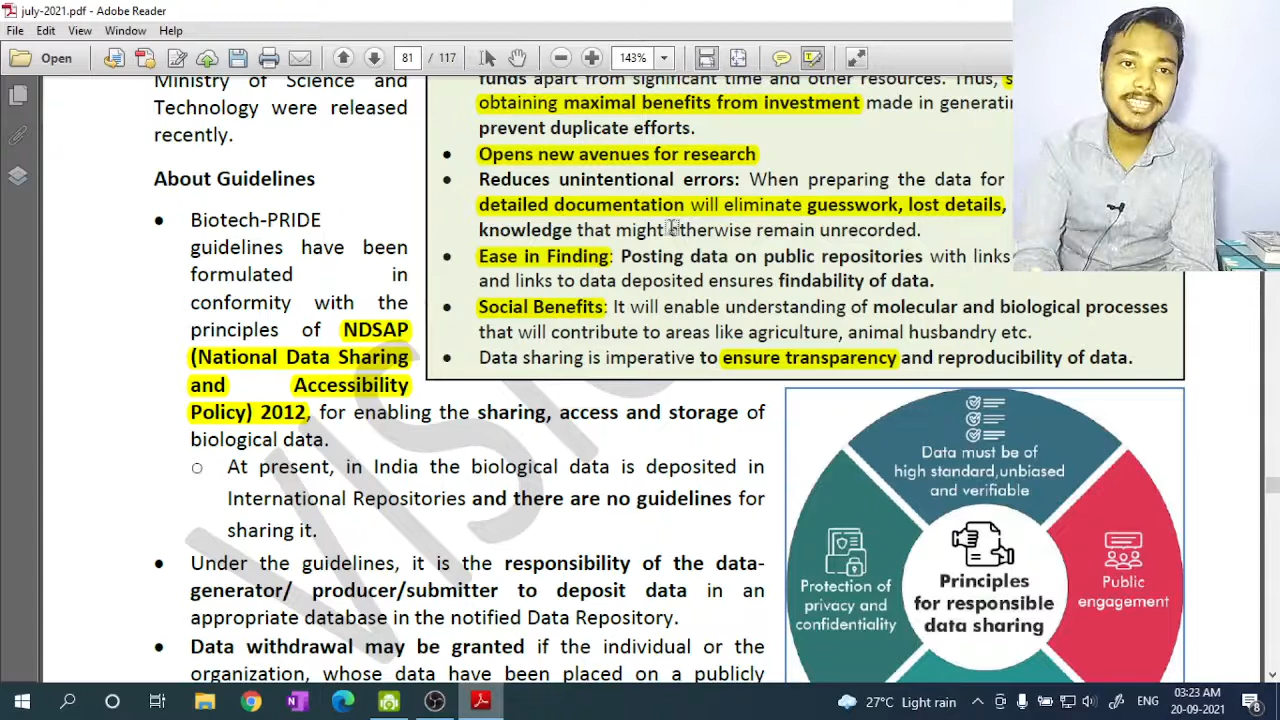 july-2021.pdf - Adobe Reader
File Edit View Window Help
Open 81 / 117 143%
Ministry of Science and
Technology were released
recently.
About Guidelines
• Biotech-PRIDE
guidelines have been
formulated in
conformity with the
principles of NDSAP
(National Data Sharing
and Accessibility
Policy) 2012, for enabling the sharing, access and storage of
biological data.
o At present, in India the biological data is deposited in
International Repositories and there are no guidelines for
sharing it.
• Under the guidelines, it is the responsibility of the data-
generator/ producer/submitter to deposit data in an
appropriate database in the notified Data Repository.
• Data withdrawal may be granted if the individual or the
organization, whose data have been placed on a publicly
funds apart from significant time and other resources. Thus, s
obtaining maximal benefits from investment made in generatin
prevent duplicate efforts.
• Opens new avenues for research
• Reduces unintentional errors: When preparing the data for
detailed documentation will eliminate guesswork, lost details,
knowledge that might otherwise remain unrecorded.
• Ease in Finding: Posting data on public repositories with links
and links to data deposited ensures findability of data.
• Social Benefits: It will enable understanding of molecular and biological processes
that will contribute to areas like agriculture, animal husbandry etc.
• Data sharing is imperative to ensure transparency and reproducibility of data.
Data must be of
high standard,unbiased
and verifiable
Protection of
privacy and
confidentiality
Principles
for responsible
data sharing
Public
engagement
27°C Light rain
ENG
03:23 AM
20-09-2021
8